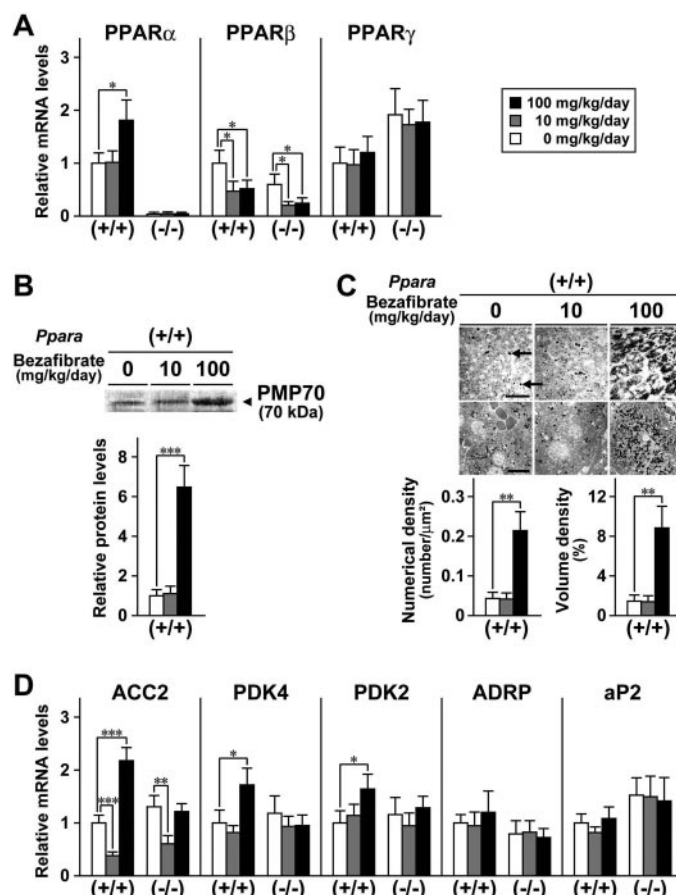 A
PPARα PPARβ PPARγ
Relative mRNA levels
3
2
1
0
* * * * *
(+/+) (-/-) (+/+) (-/-) (+/+) (-/-)
100 mg/kg/day
10 mg/kg/day
0 mg/kg/day
B
Ppara (+/+)
Bezafibrate 0 10 100
(mg/kg/day)
PMP70
(70 kDa)
Relative protein levels
8
6
4
2
1
0
***
(+/+)
C
Ppara (+/+)
Bezafibrate 0 10 100
(mg/kg/day)
Numerical density
(number/μm²)
0.3
0.2
0.1
0
**
(+/+)
Volume density
(%)
12
8
4
0
**
(+/+)
D
ACC2 PDK4 PDK2 ADRP aP2
Relative mRNA levels
3
2
1
0
*** *** ** * *
(+/+) (-/-) (+/+) (-/-) (+/+) (-/-) (+/+) (-/-) (+/+) (-/-)